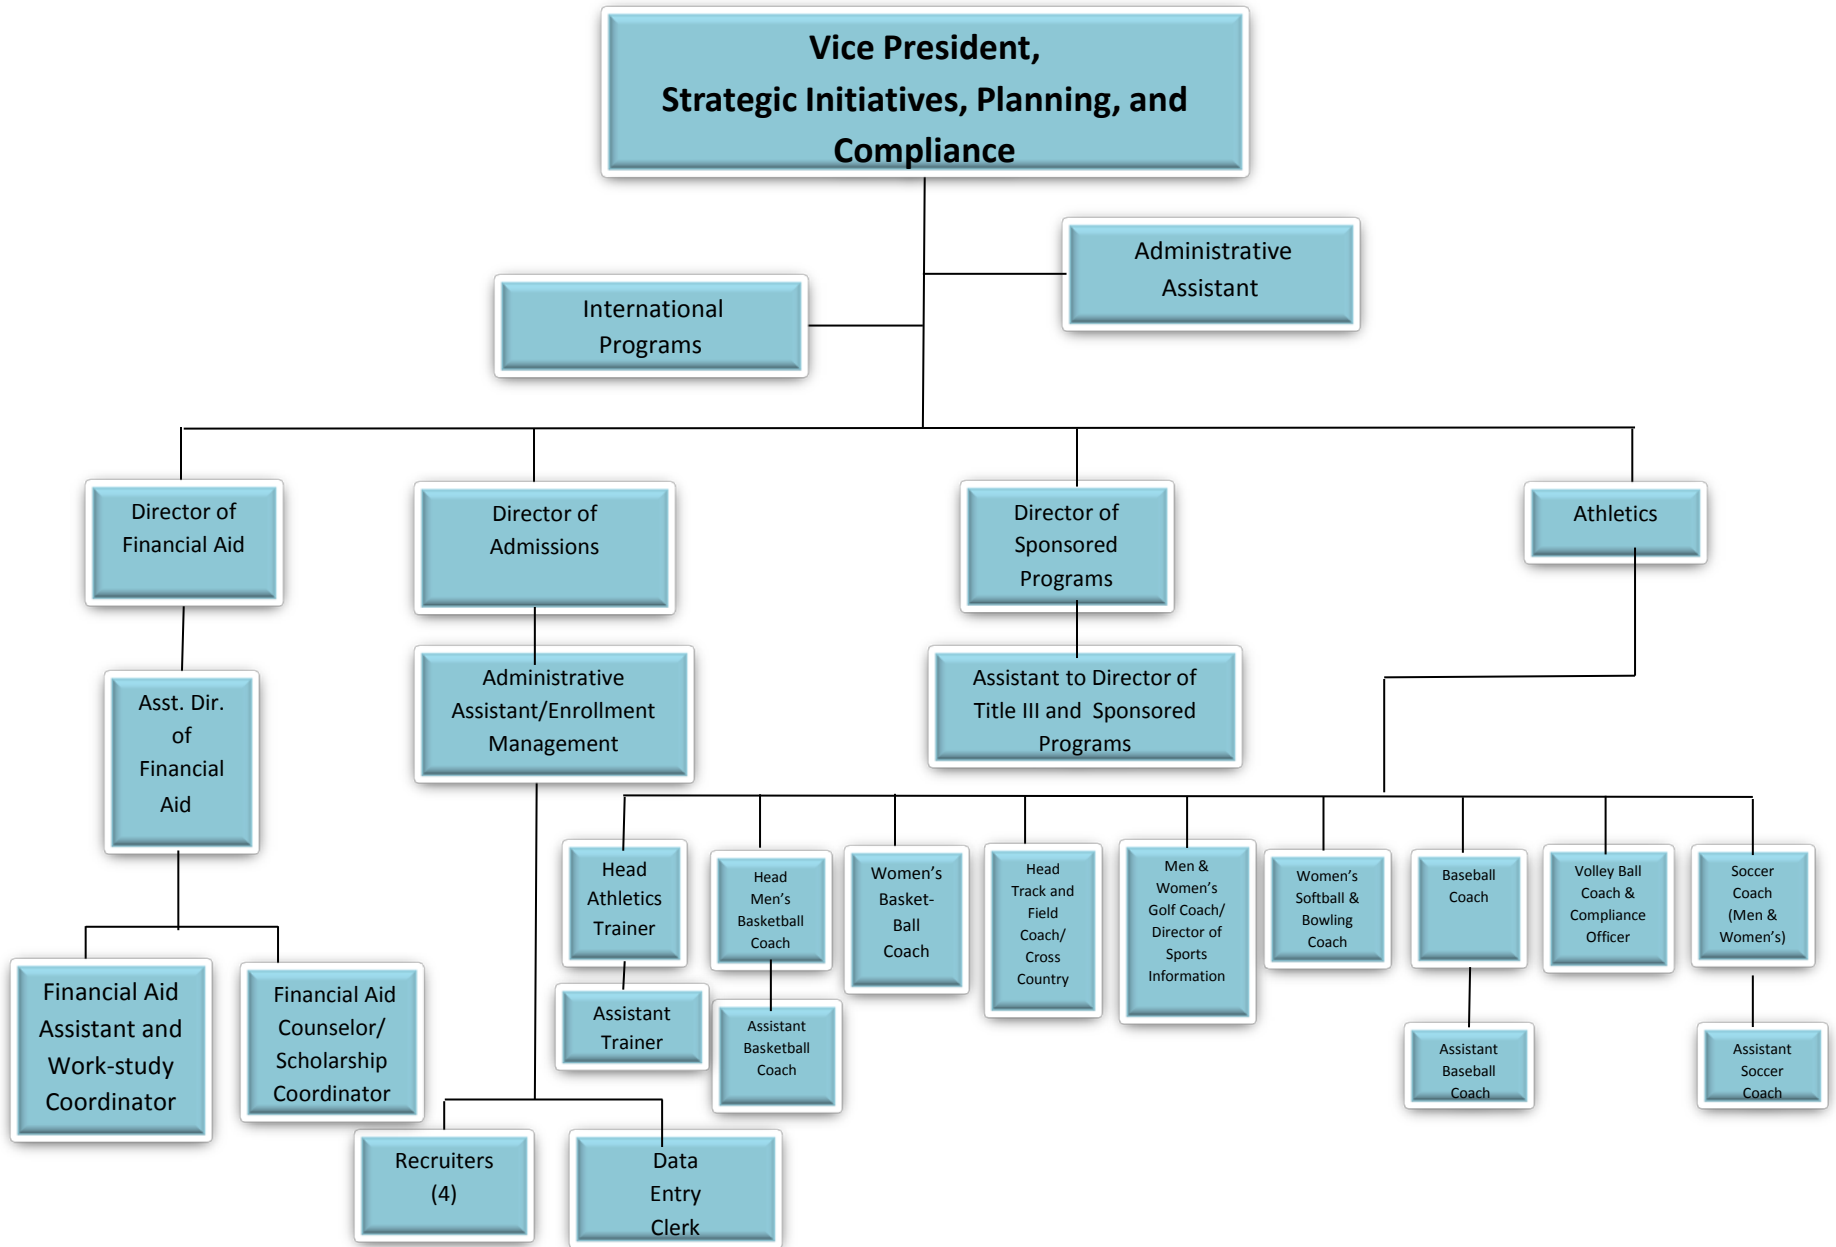 Vice President,
Strategic Initiatives, Planning, and
Compliance
Administrative
Assistant
International
Programs
Director of
Financial Aid
Director of
Admissions
Director of
Sponsored
Programs
Athletics
Asst. Dir.
of
Financial
Aid
Administrative
Assistant/Enrollment
Management
Assistant to Director of
Title III and  Sponsored
Programs
Head
Athletics
Trainer
Head
Men’s
Basketball
Coach
Women’s
Basket-
Ball
Coach
Head
Track and
Field
Coach/
Cross
Country
Men &
Women’s
Golf Coach/
Director of
Sports
Information
Women’s
Softball &
Bowling
Coach
Baseball
Coach
Volley Ball
Coach &
Compliance
Officer
Soccer
Coach
(Men &
Women’s)
Financial Aid
Assistant and
Work-study
Coordinator
Financial Aid
Counselor/
Scholarship
Coordinator
Assistant
Trainer
Assistant
Basketball
Coach
Assistant
Baseball
Coach
Assistant
Soccer
Coach
Recruiters
(4)
Data
Entry
Clerk